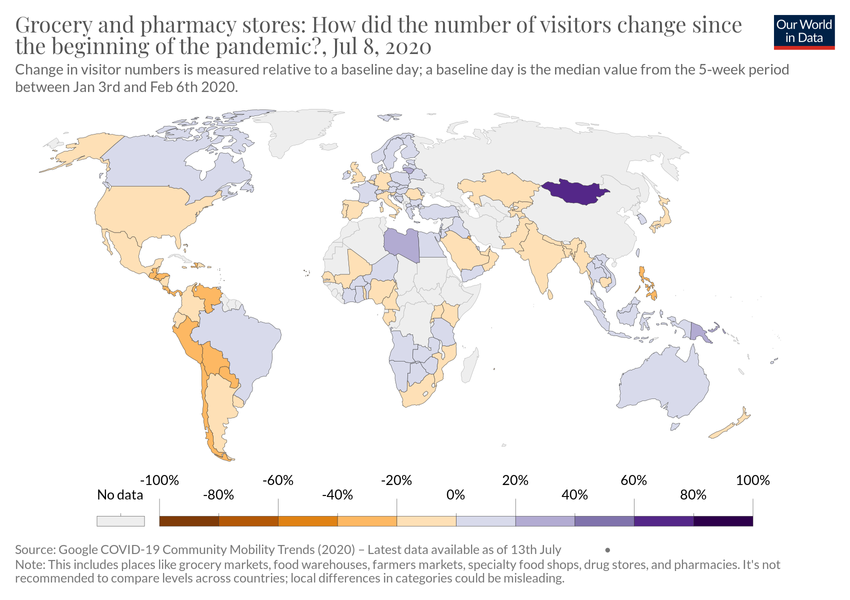 Grocery and pharmacy stores: How did the number of visitors change since
the beginning of the pandemic?, Jul 8, 2020
Our World
in Data
Change in visitor numbers is measured relative to a baseline day; a baseline day is the median value from the 5-week period
between Jan 3rd and Feb 6th 2020.
-100% -60% -20% 20% 60% 100%
No data -80% -40% 0% 40% 80%
Source: Google COVID-19 Community Mobility Trends (2020) – Latest data available as of 13th July •
Note: This includes places like grocery markets, food warehouses, farmers markets, specialty food shops, drug stores, and pharmacies. It's not
recommended to compare levels across countries; local differences in categories could be misleading.